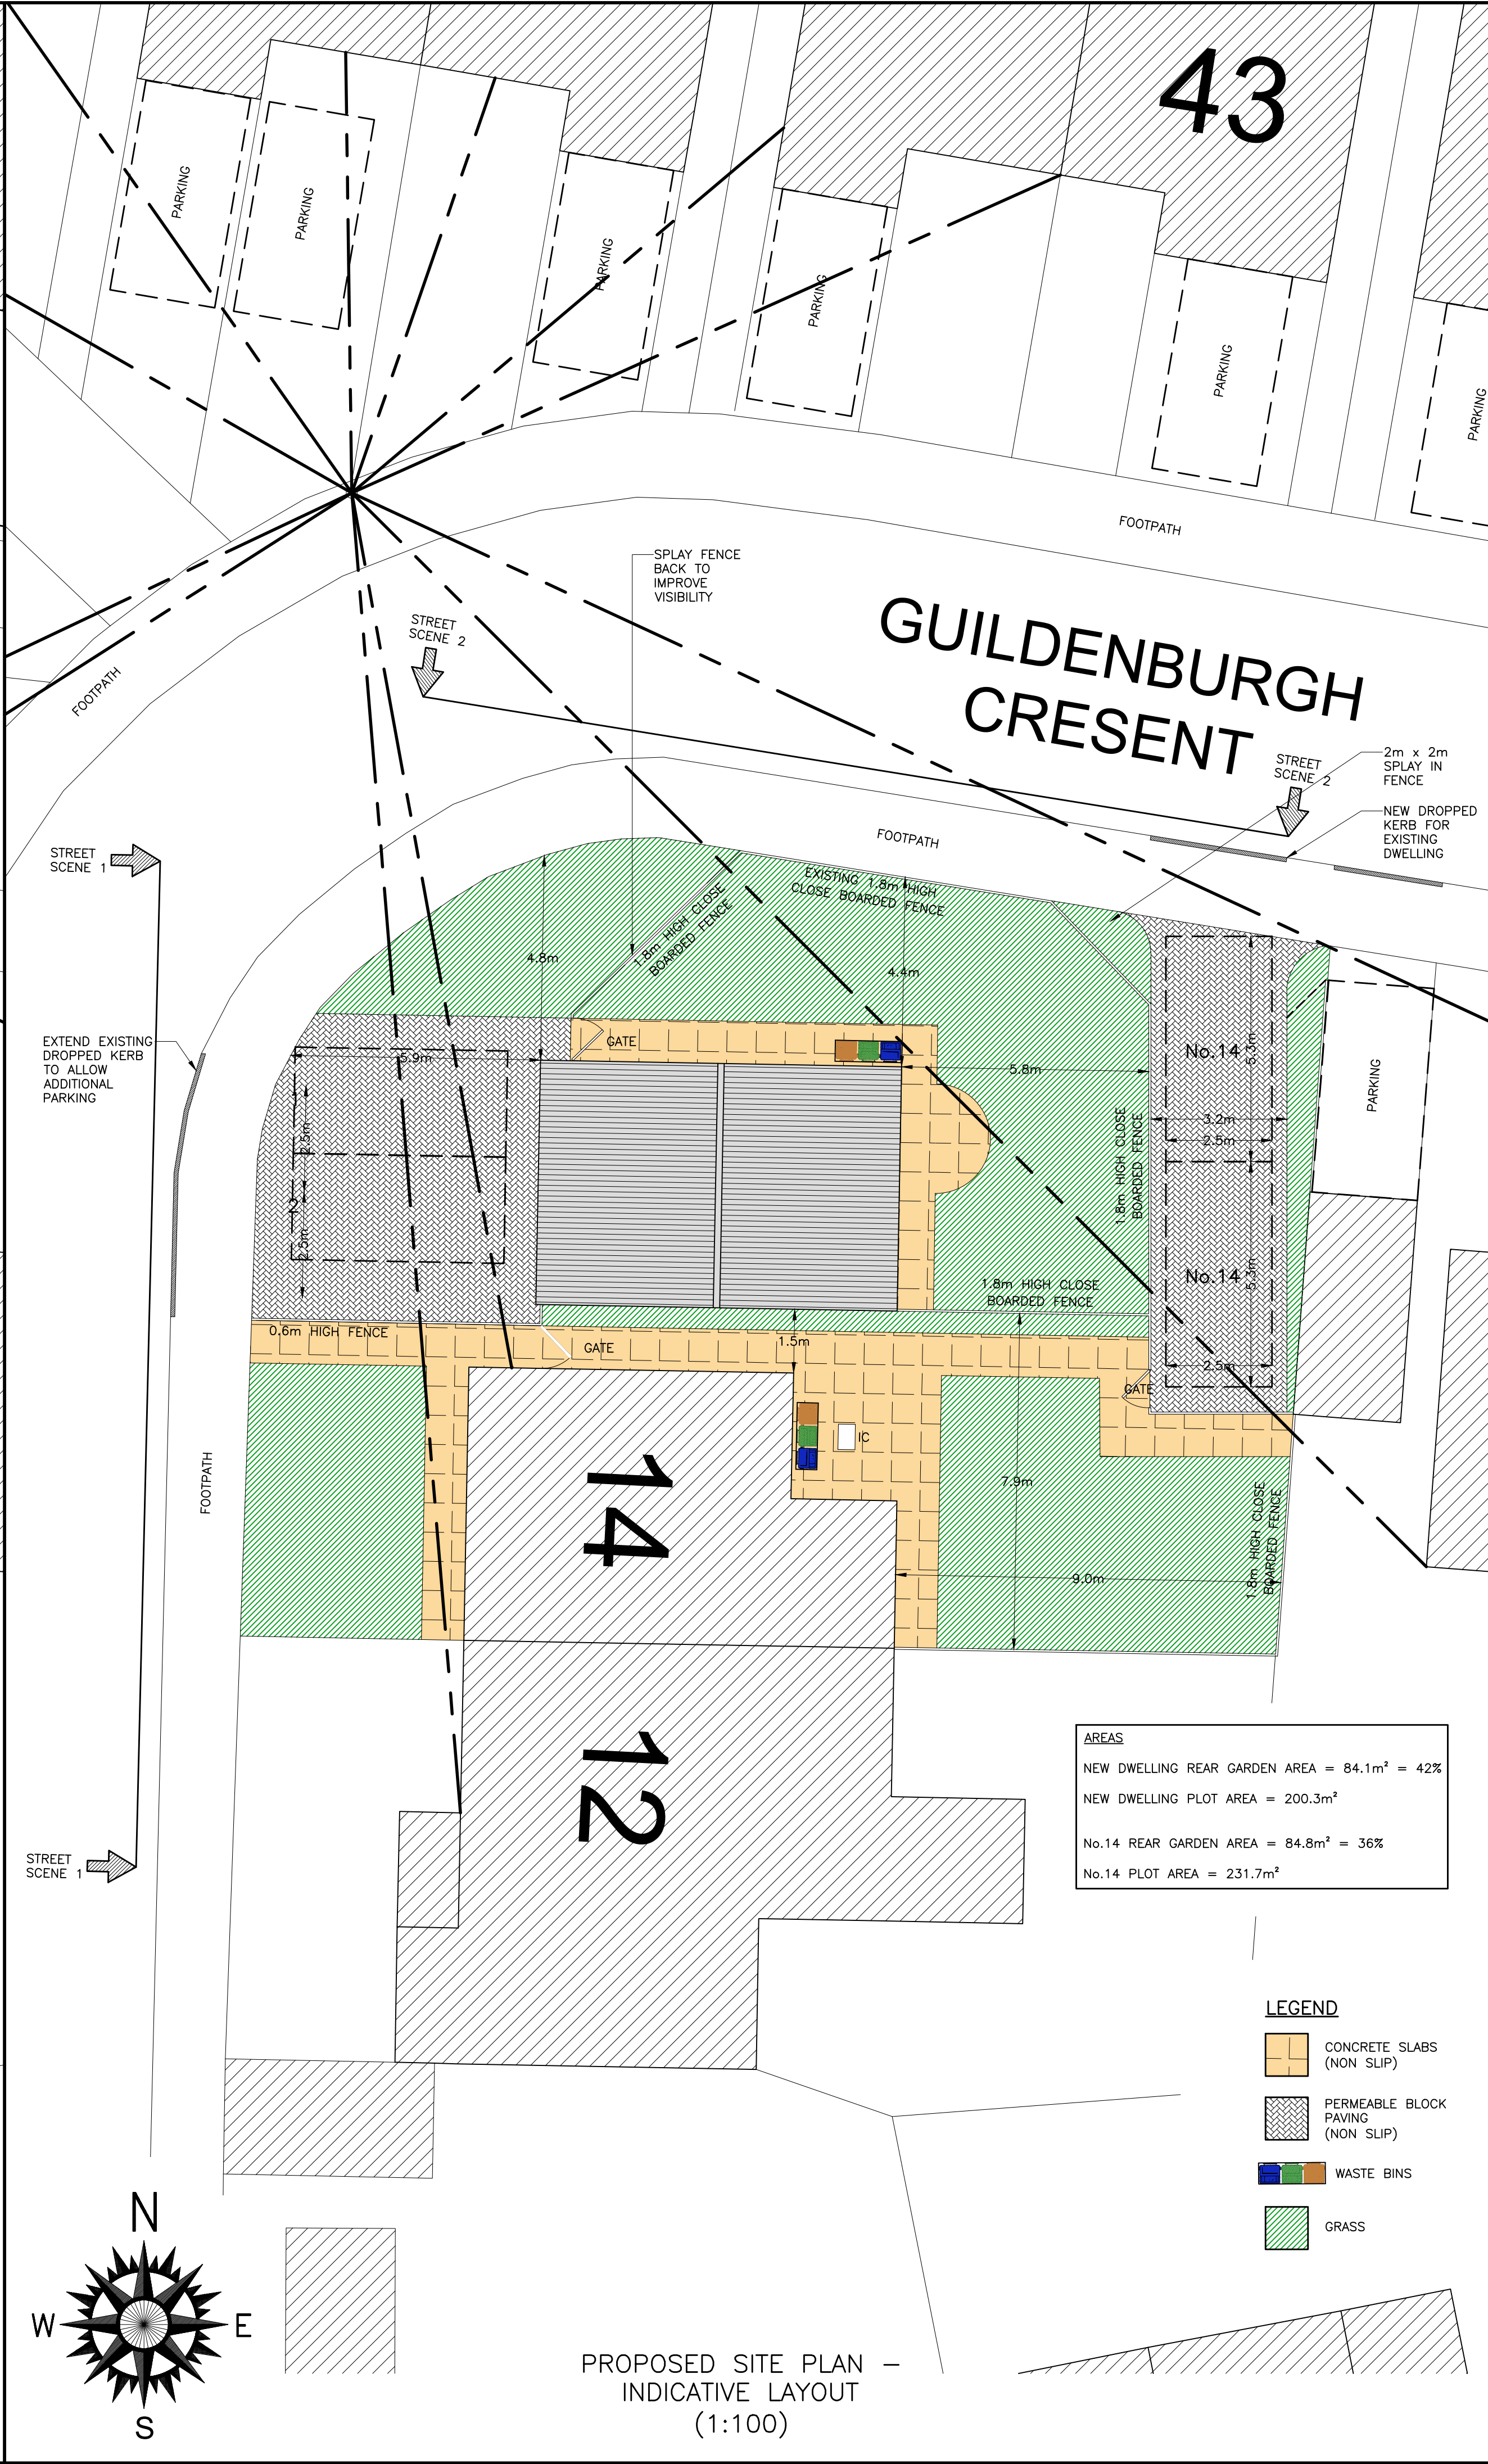 43
PARKING
PARKING
PARKING
PARKING
PARKING
PARKING
FOOTPATH
SPLAY FENCE
BACK TO
IMPROVE
VISIBILITY
STREET
SCENE 2
GUILDENBURGH
CRESENT
FOOTPATH
STREET
SCENE 2
2m x 2m
SPLAY IN
FENCE
NEW DROPPED
KERB FOR
EXISTING
DWELLING
FOOTPATH
STREET
SCENE 1
EXISTING 1.8m HIGH
CLOSE BOARDED FENCE
1.8m HIGH CLOSE
BOARDED FENCE
4.8m
4.4m
EXTEND EXISTING
DROPPED KERB
TO ALLOW
ADDITIONAL
PARKING
GATE
5.9m
5.8m
No.14
5.3m
PARKING
2.5m
3.2m
2.5m
1.8m HIGH CLOSE
BOARDED FENCE
2
2.5m
No.14
5.3m
1.8m HIGH CLOSE
BOARDED FENCE
0.6m HIGH FENCE
GATE
1.5m
2.5m
GATE
IC
14
7.9m
FOOTPATH
9.0m
1.8m HIGH CLOSE
BOARDED FENCE
12
AREAS
NEW DWELLING REAR GARDEN AREA = 84.1m² = 42%
NEW DWELLING PLOT AREA = 200.3m²
No.14 REAR GARDEN AREA = 84.8m² = 36%
No.14 PLOT AREA = 231.7m²
STREET
SCENE 1
LEGEND
CONCRETE SLABS
(NON SLIP)
PERMEABLE BLOCK
PAVING
(NON SLIP)
WASTE BINS
GRASS
N
W E
S
PROPOSED SITE PLAN –
INDICATIVE LAYOUT
(1:100)